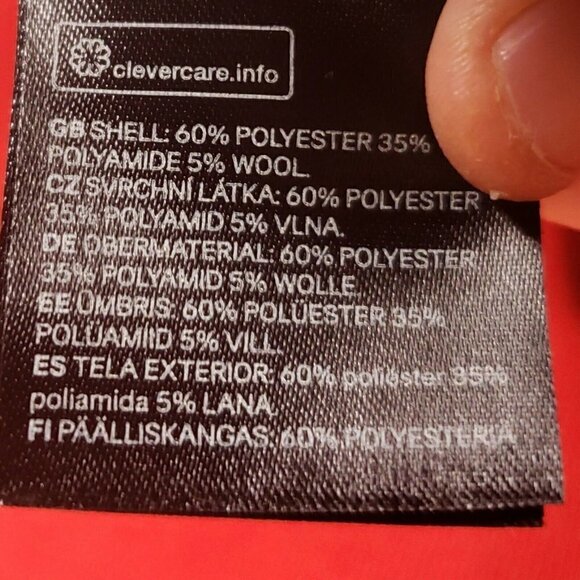 clevercare.info
GB SHELL: 60% POLYESTER 35%
POLYAMIDE 5% WOOL.
CZ SVRCHNÍ LÁTKA: 60% POLYESTER
35% POLYAMID 5% VLNA.
DE OBERMATERIAL: 60% POLYESTER
35% POLYAMID 5% WOLLE.
EE ÜMBRIS: 60% POLÜESTER 35%
POLÜAMIID 5% VILL.
ES TELA EXTERIOR: 60% poliéster 35%
poliamida 5% LANA.
FI PÄÄLLISKANGAS: 60% POLYESTERIA